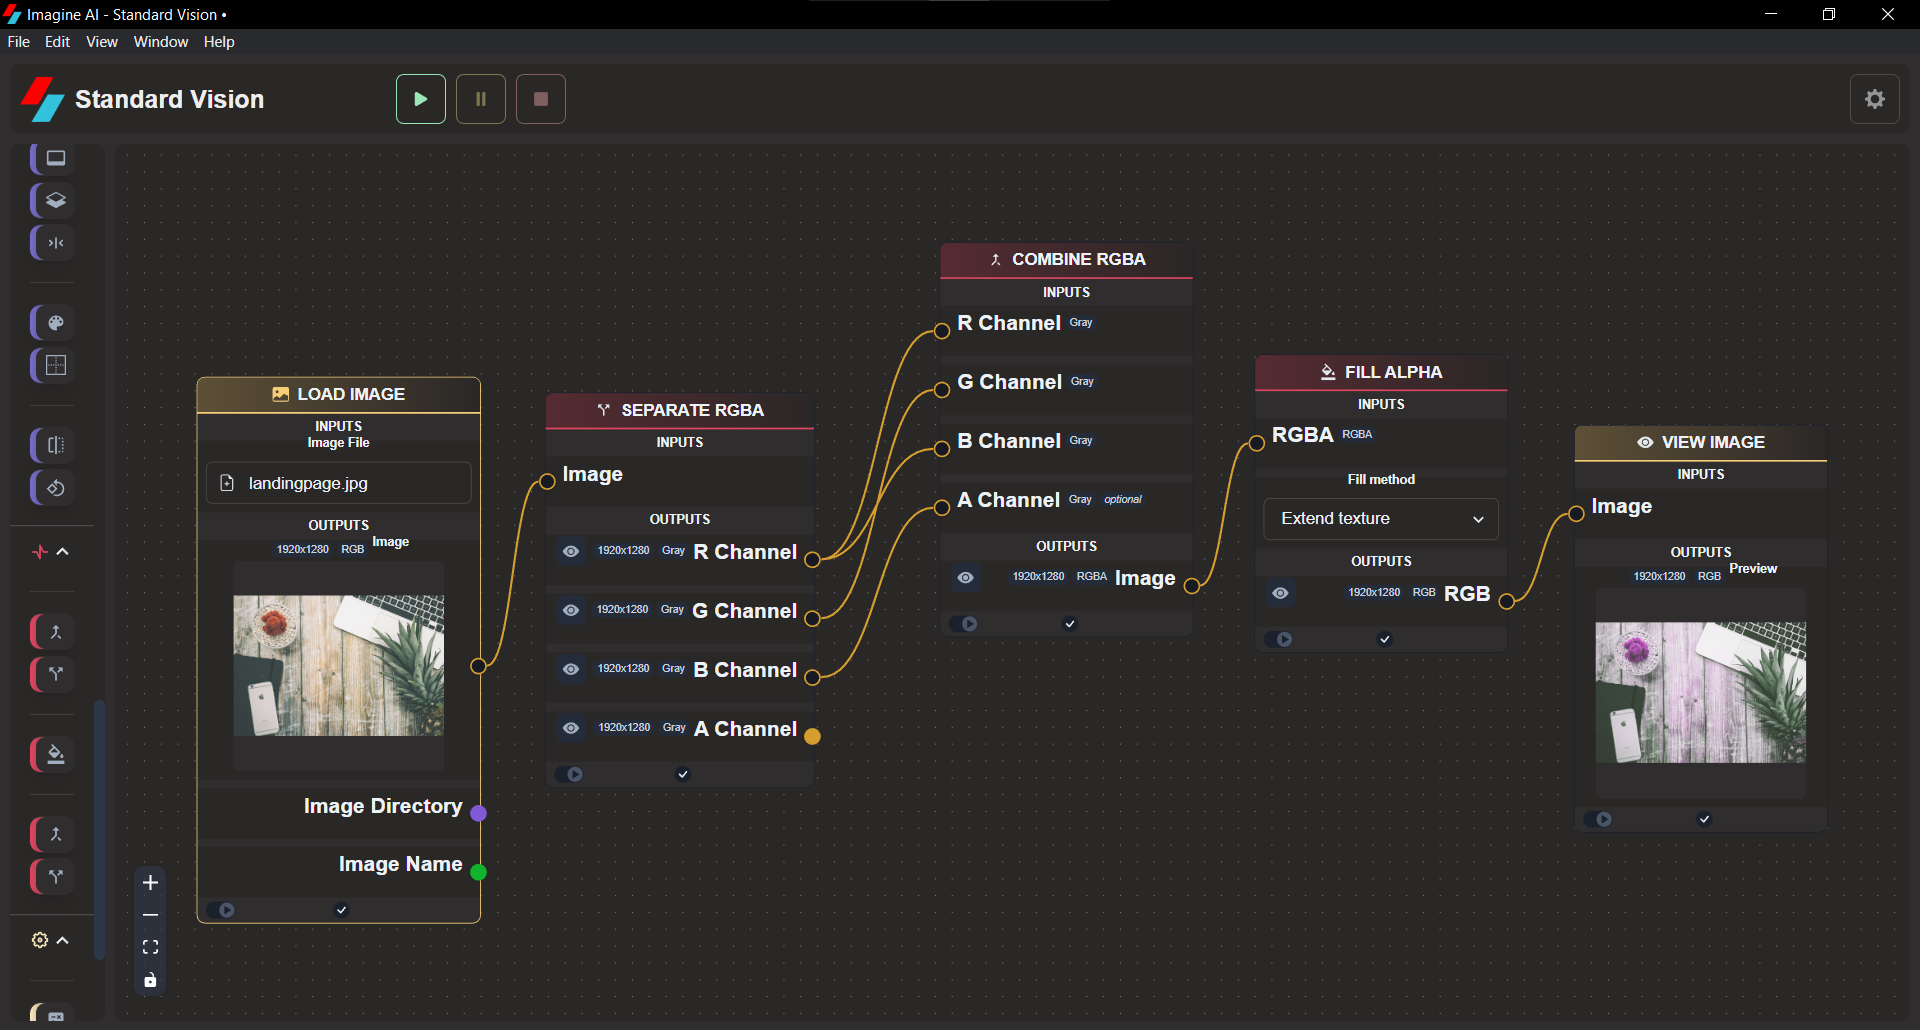 Imagine AI - Standard Vision •
File Edit View Window Help
Standard Vision
LOAD IMAGE
INPUTS
Image File
landingpage.jpg
OUTPUTS
1920x1280 RGB Image
Image Directory
Image Name
SEPARATE RGBA
INPUTS
Image
OUTPUTS
1920x1280 Gray R Channel
1920x1280 Gray G Channel
1920x1280 Gray B Channel
1920x1280 Gray A Channel
COMBINE RGBA
INPUTS
R Channel Gray
G Channel Gray
B Channel Gray
A Channel Gray optional
OUTPUTS
1920x1280 RGBA Image
FILL ALPHA
INPUTS
RGBA RGBA
Fill method
Extend texture
OUTPUTS
1920x1280 RGB RGB
VIEW IMAGE
INPUTS
Image
OUTPUTS
1920x1280 RGB Preview